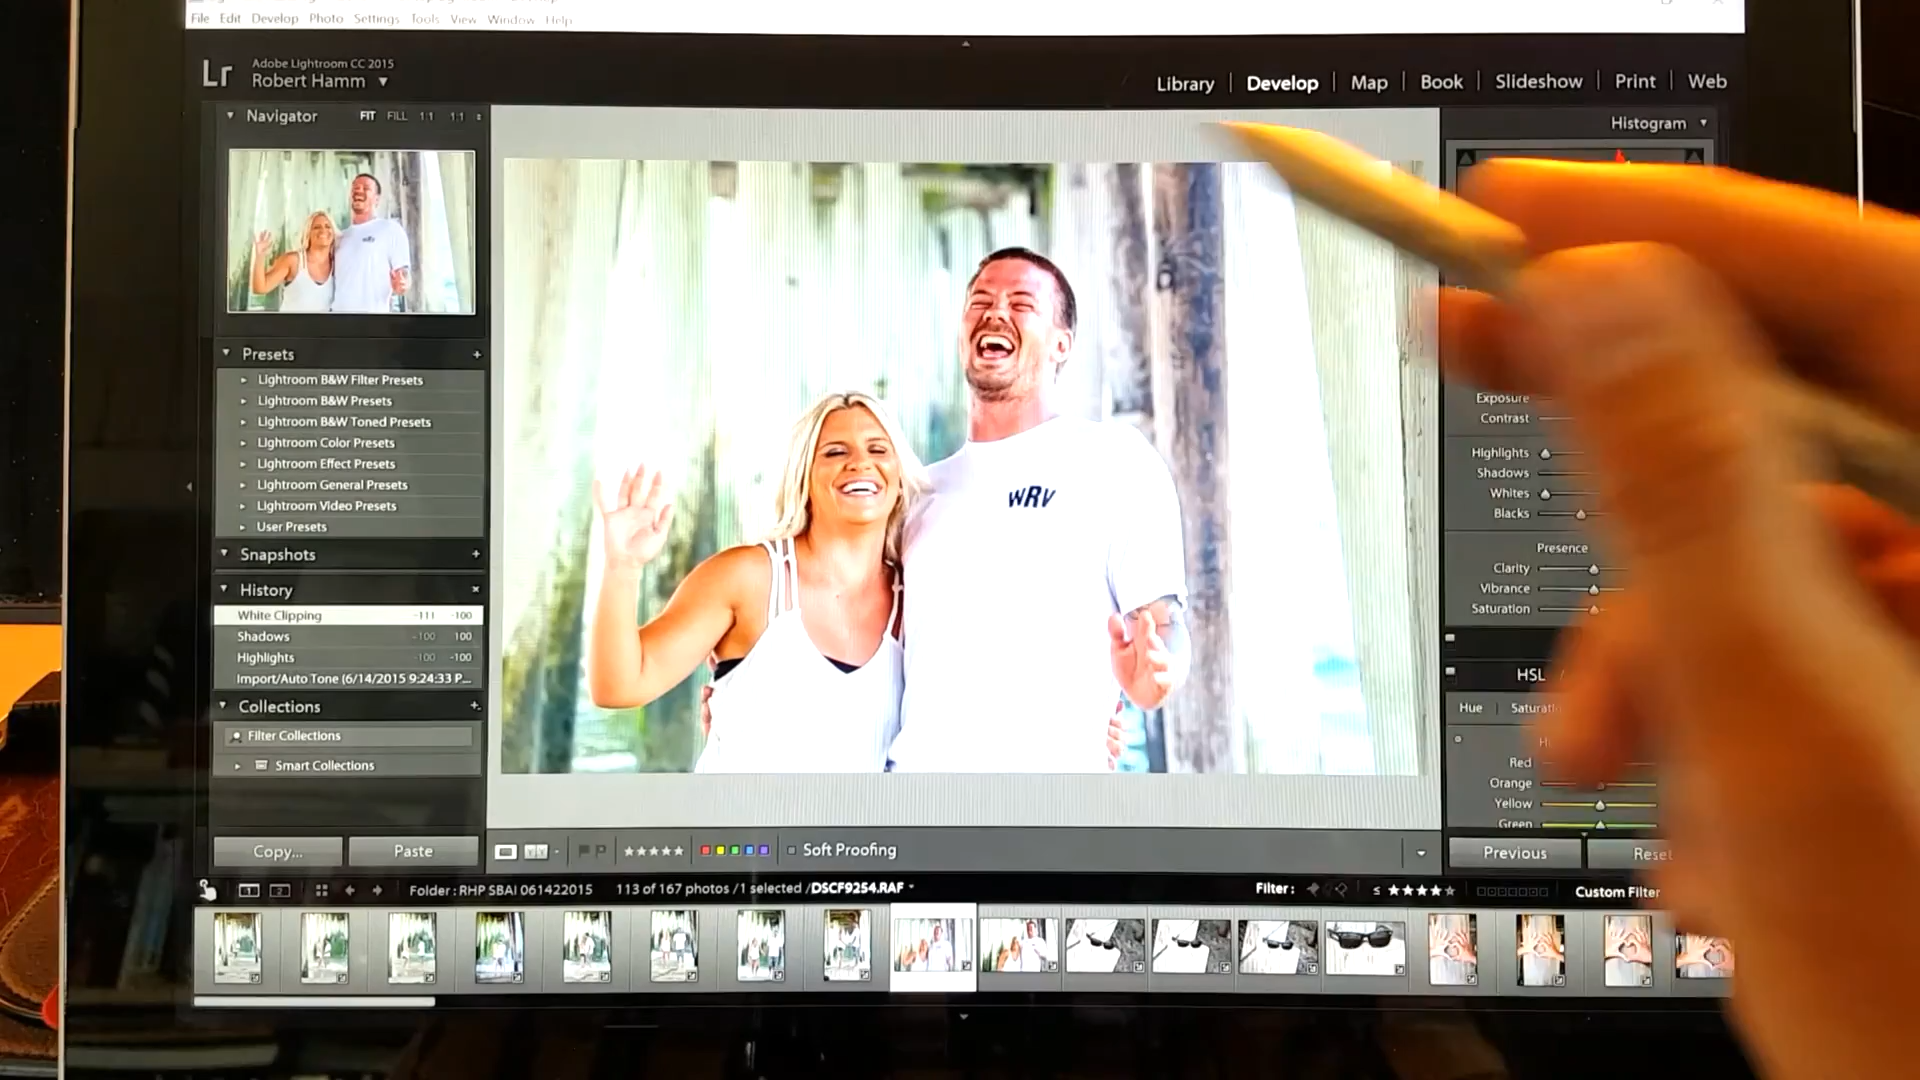 File Edit Develop Photo Settings Tools View Window Help
Lr
Adobe Lightroom CC 2015
Robert Hamm
Library | Develop | Map | Book | Slideshow | Print | Web
Navigator FIT FILL 1:1 1:1
Histogram
WRV
Presets
Lightroom B&W Filter Presets
Lightroom B&W Presets
Lightroom B&W Toned Presets
Lightroom Color Presets
Lightroom Effect Presets
Lightroom General Presets
Lightroom Video Presets
User Presets
Snapshots
History
White Clipping -111 -100
Shadows -100 100
Highlights -100 -100
Import/Auto Tone (6/14/2015 9:24:33 P...
Collections
Filter Collections
Smart Collections
Copy... Paste
Exposure
Contrast
Highlights
Shadows
Whites
Blacks
Presence
Clarity
Vibrance
Saturation
HSL /
Hue
Red
Orange
Yellow
Green
Previous Reset
Soft Proofing
1 2 Folder : RHP SBAI 061422015 113 of 167 photos /1 selected /DSCF9254.RAF
Filter : ≤ ★★★★☆ Custom Filter